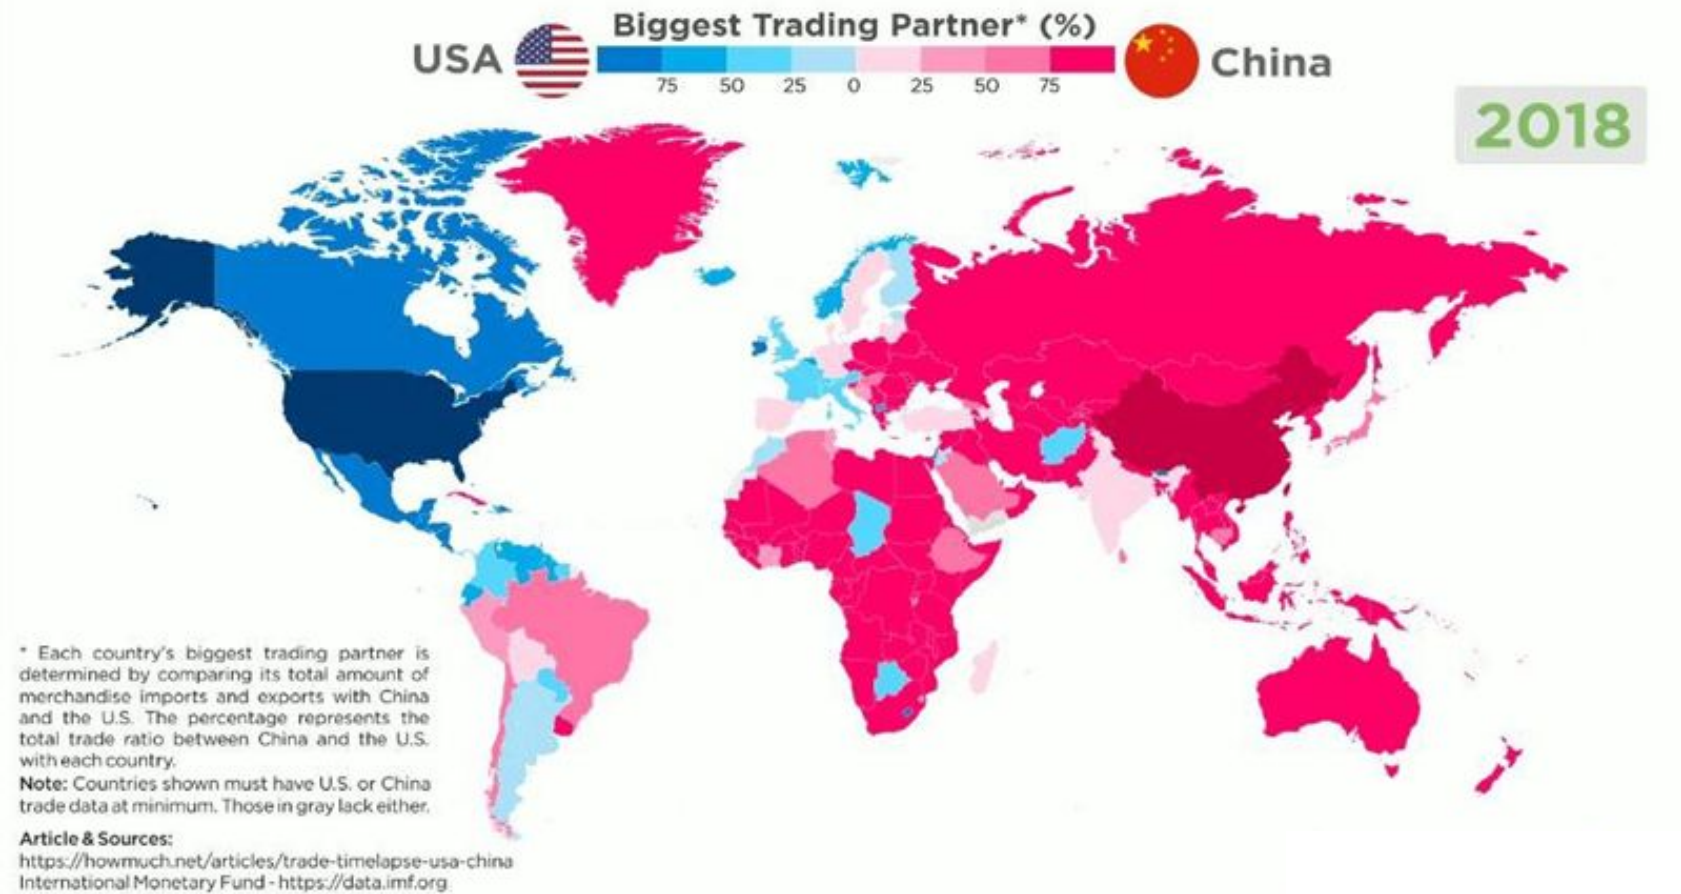 Biggest Trading Partner* (%)
USA
China
75 50 25 0 25 50 75
2018
* Each country's biggest trading partner is
determined by comparing its total amount of
merchandise imports and exports with China
and the U.S. The percentage represents the
total trade ratio between China and the U.S.
with each country.
Note: Countries shown must have U.S. or China
trade data at minimum. Those in gray lack either.
Article & Sources:
https://howmuch.net/articles/trade-timelapse-usa-china
International Monetary Fund - https://data.imf.org